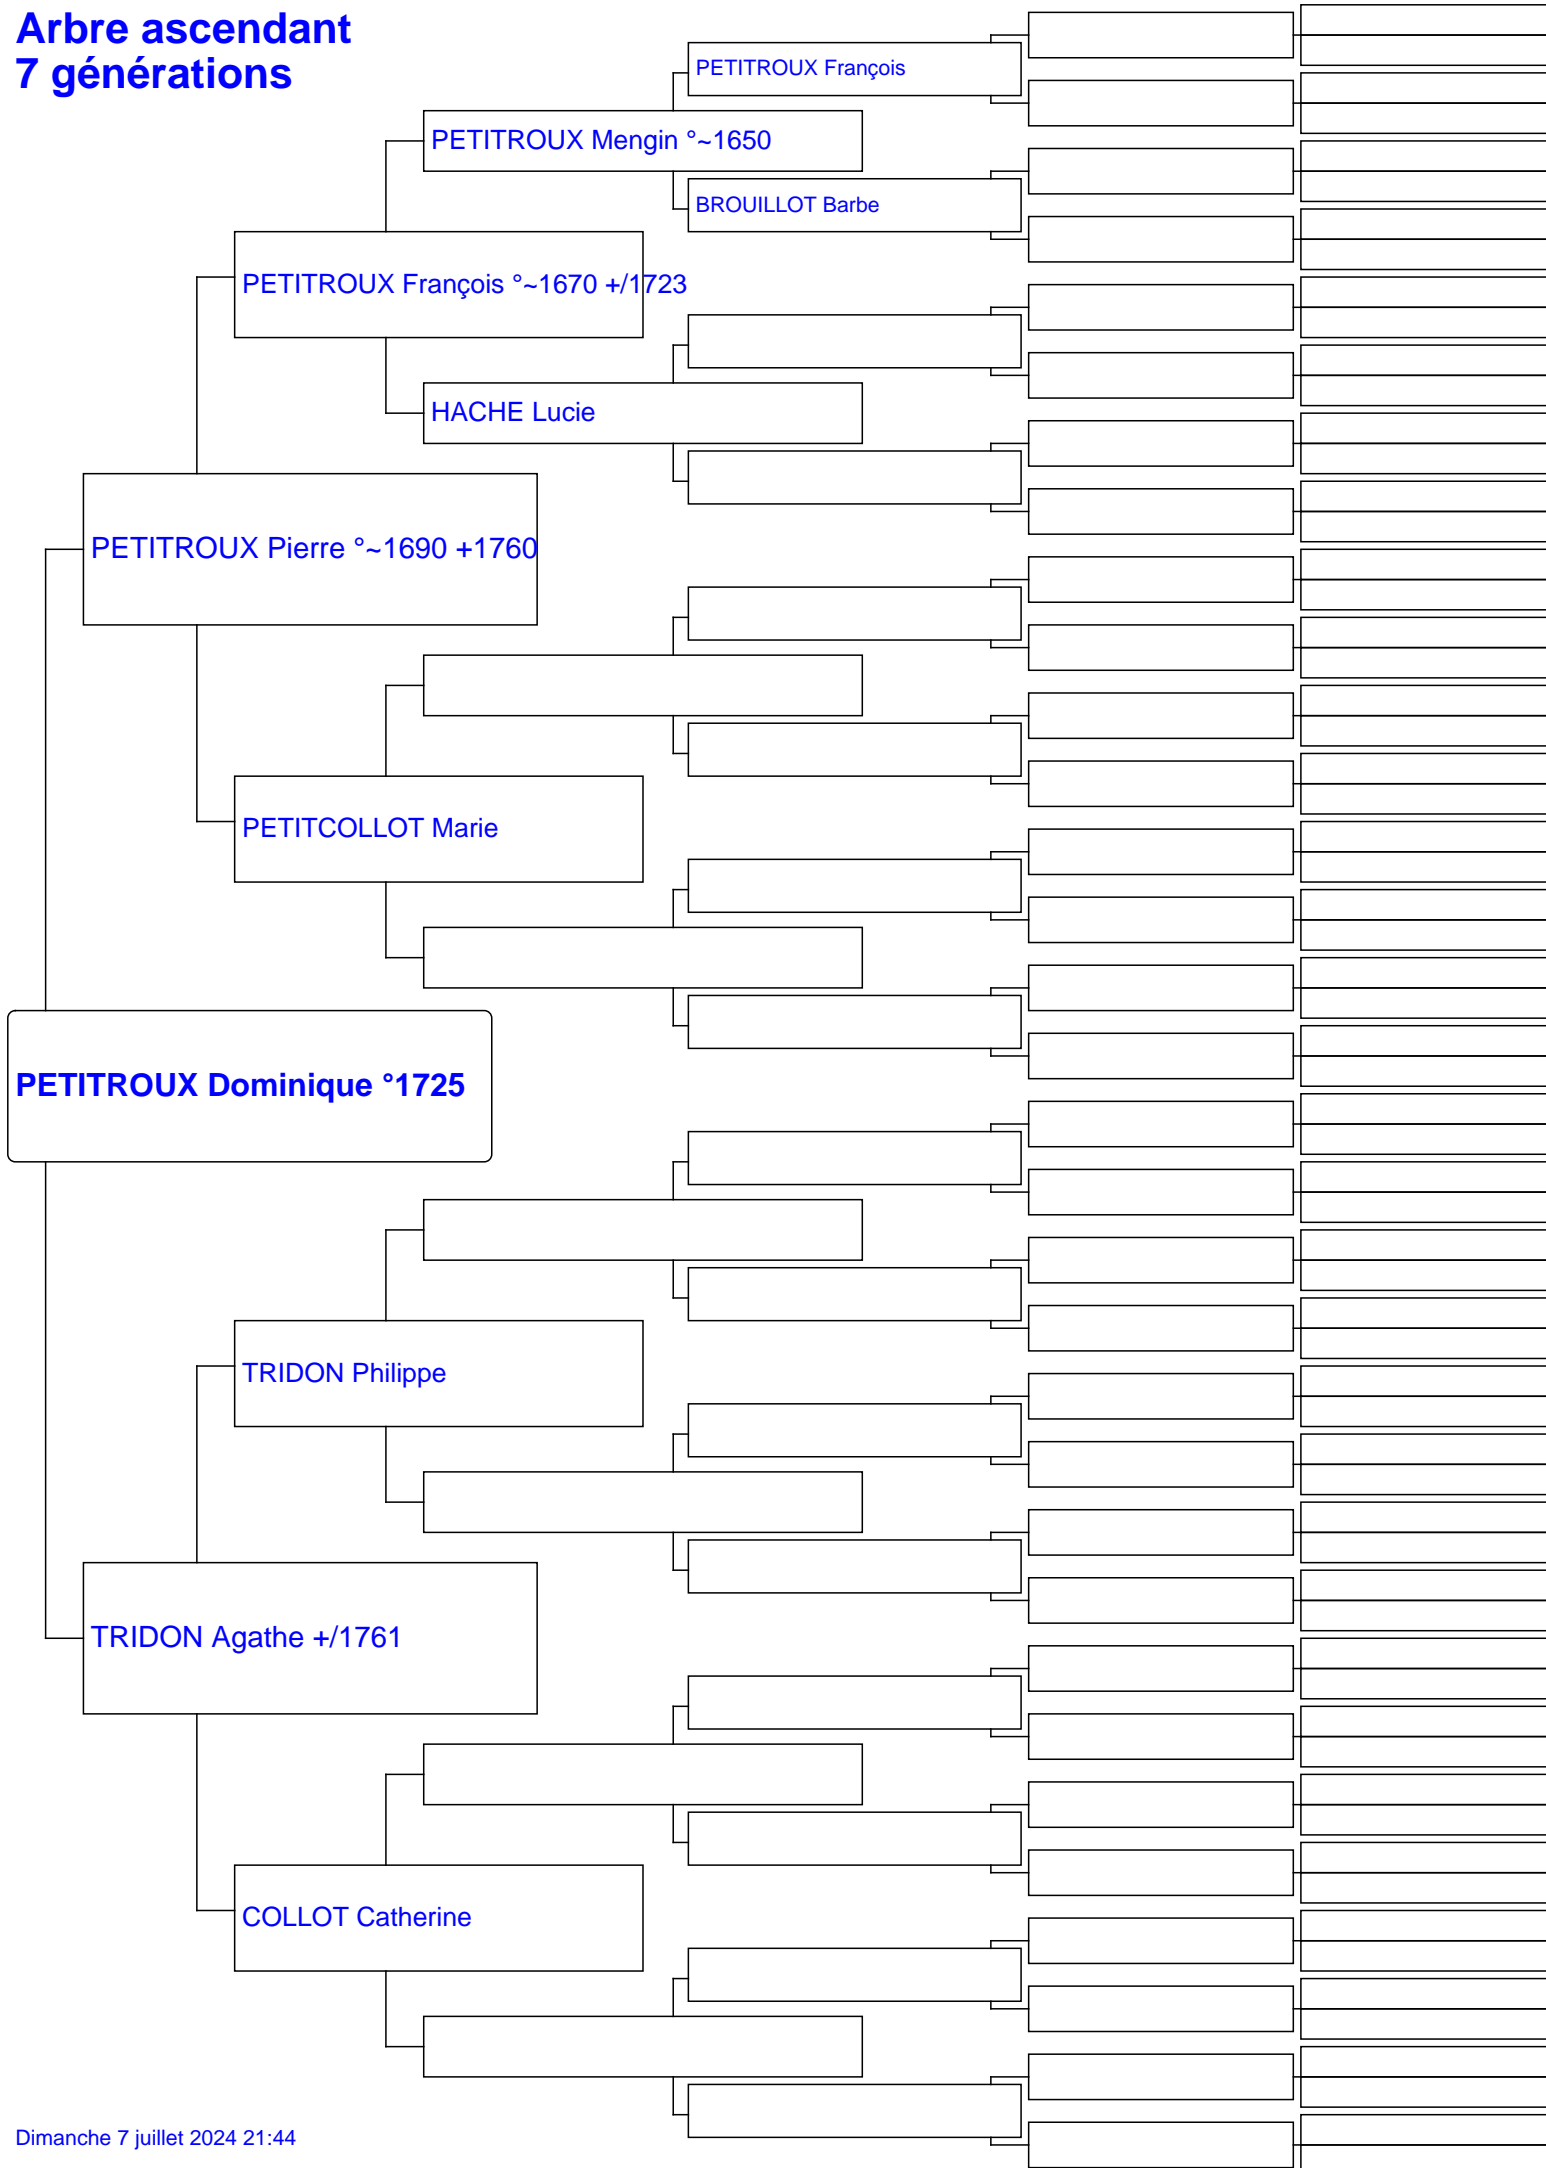 Arbre ascendant
7 générations
PETITROUX François
PETITROUX Mengin °~1650
BROUILLOT Barbe
PETITROUX François °~1670 +/1723
HACHE Lucie
PETITROUX Pierre °~1690 +1760
PETITCOLLOT Marie
PETITROUX Dominique °1725
TRIDON Philippe
TRIDON Agathe +/1761
COLLOT Catherine
Dimanche 7 juillet 2024 21:44